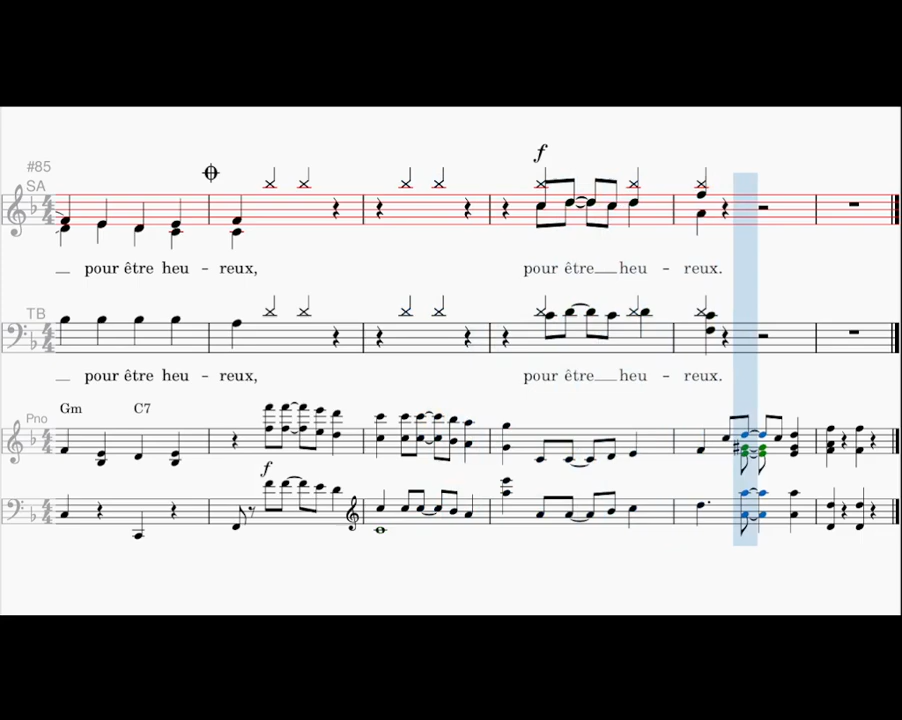 #85
f
SA
pour être heu - reux, pour être heu - reux.
TB
pour être heu - reux, pour être heu - reux.
Gm C7
Pno
f